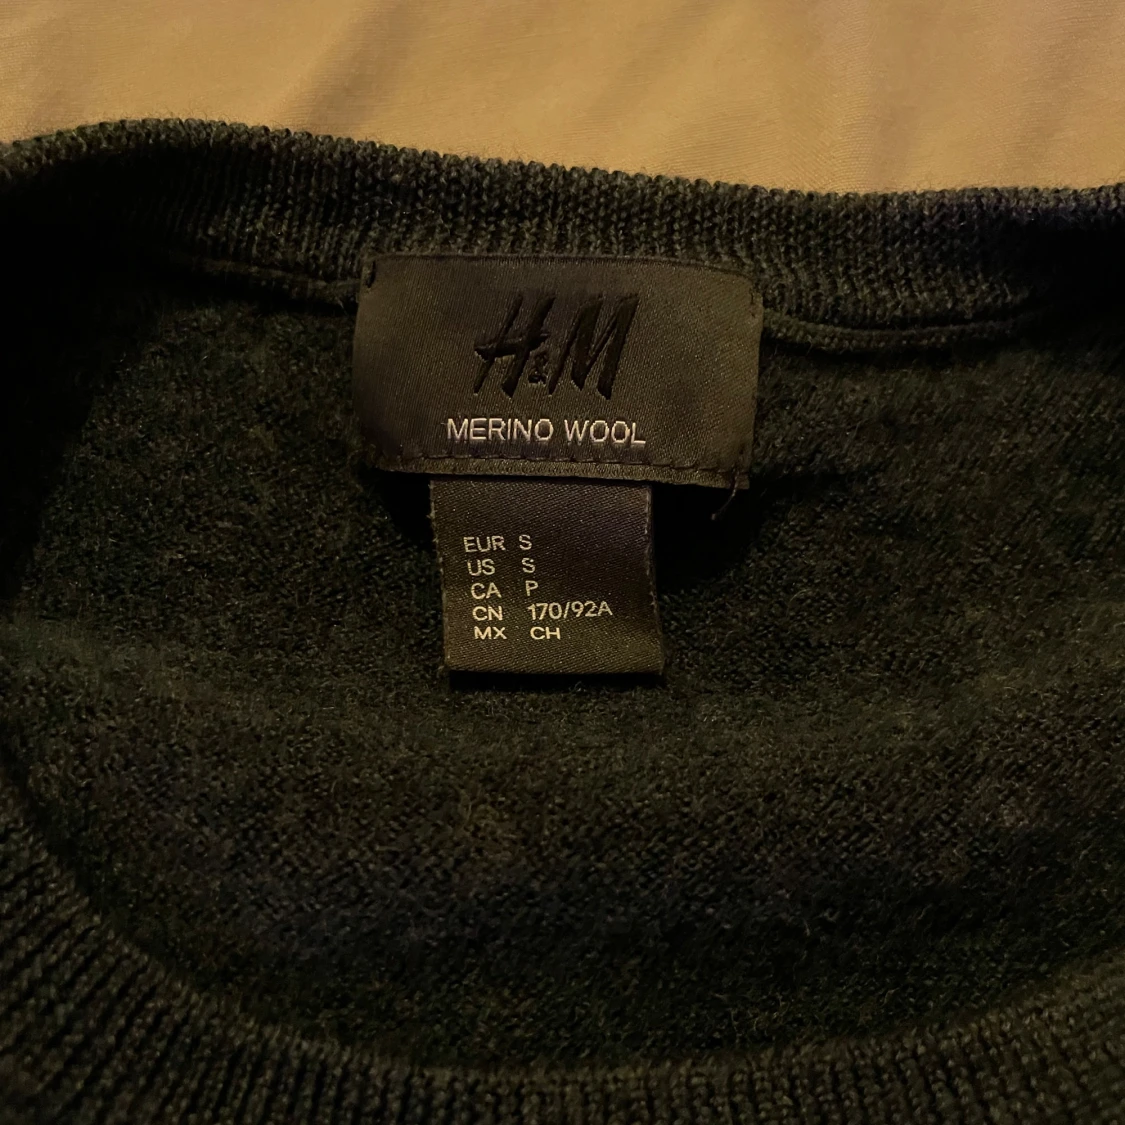 H&M
MERINO WOOL
EUR S
US S
CA P
CN 170/92A
MX CH